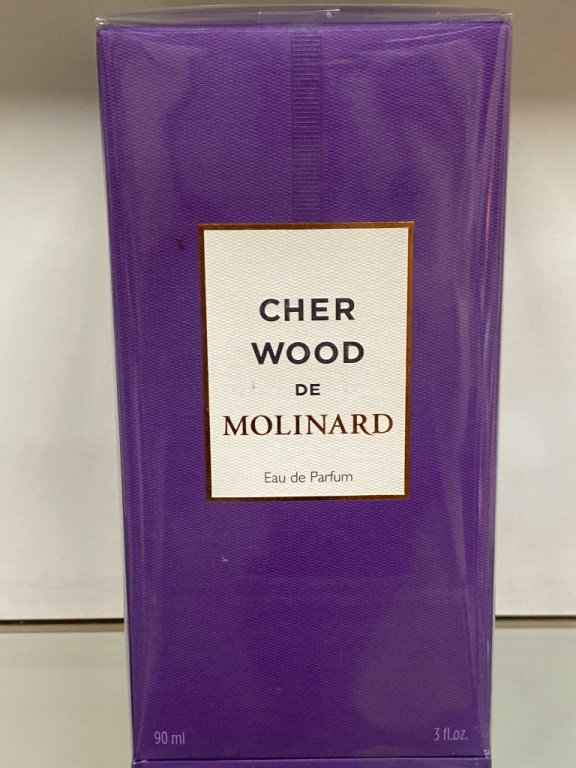 CHER
WOOD
DE
MOLINARD
Eau de Parfum
90 ml
3 fl.oz.